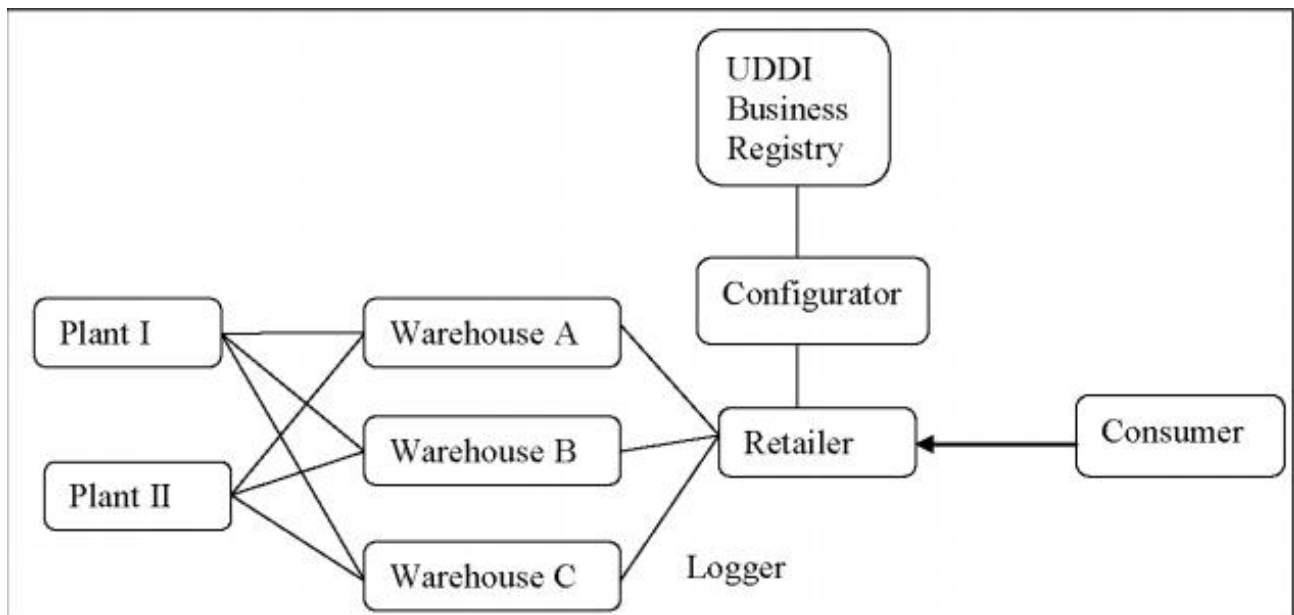 UDDI
Business
Registry
Configurator
Plant I
Warehouse A
Retailer
Consumer
Warehouse B
Plant II
Warehouse C
Logger